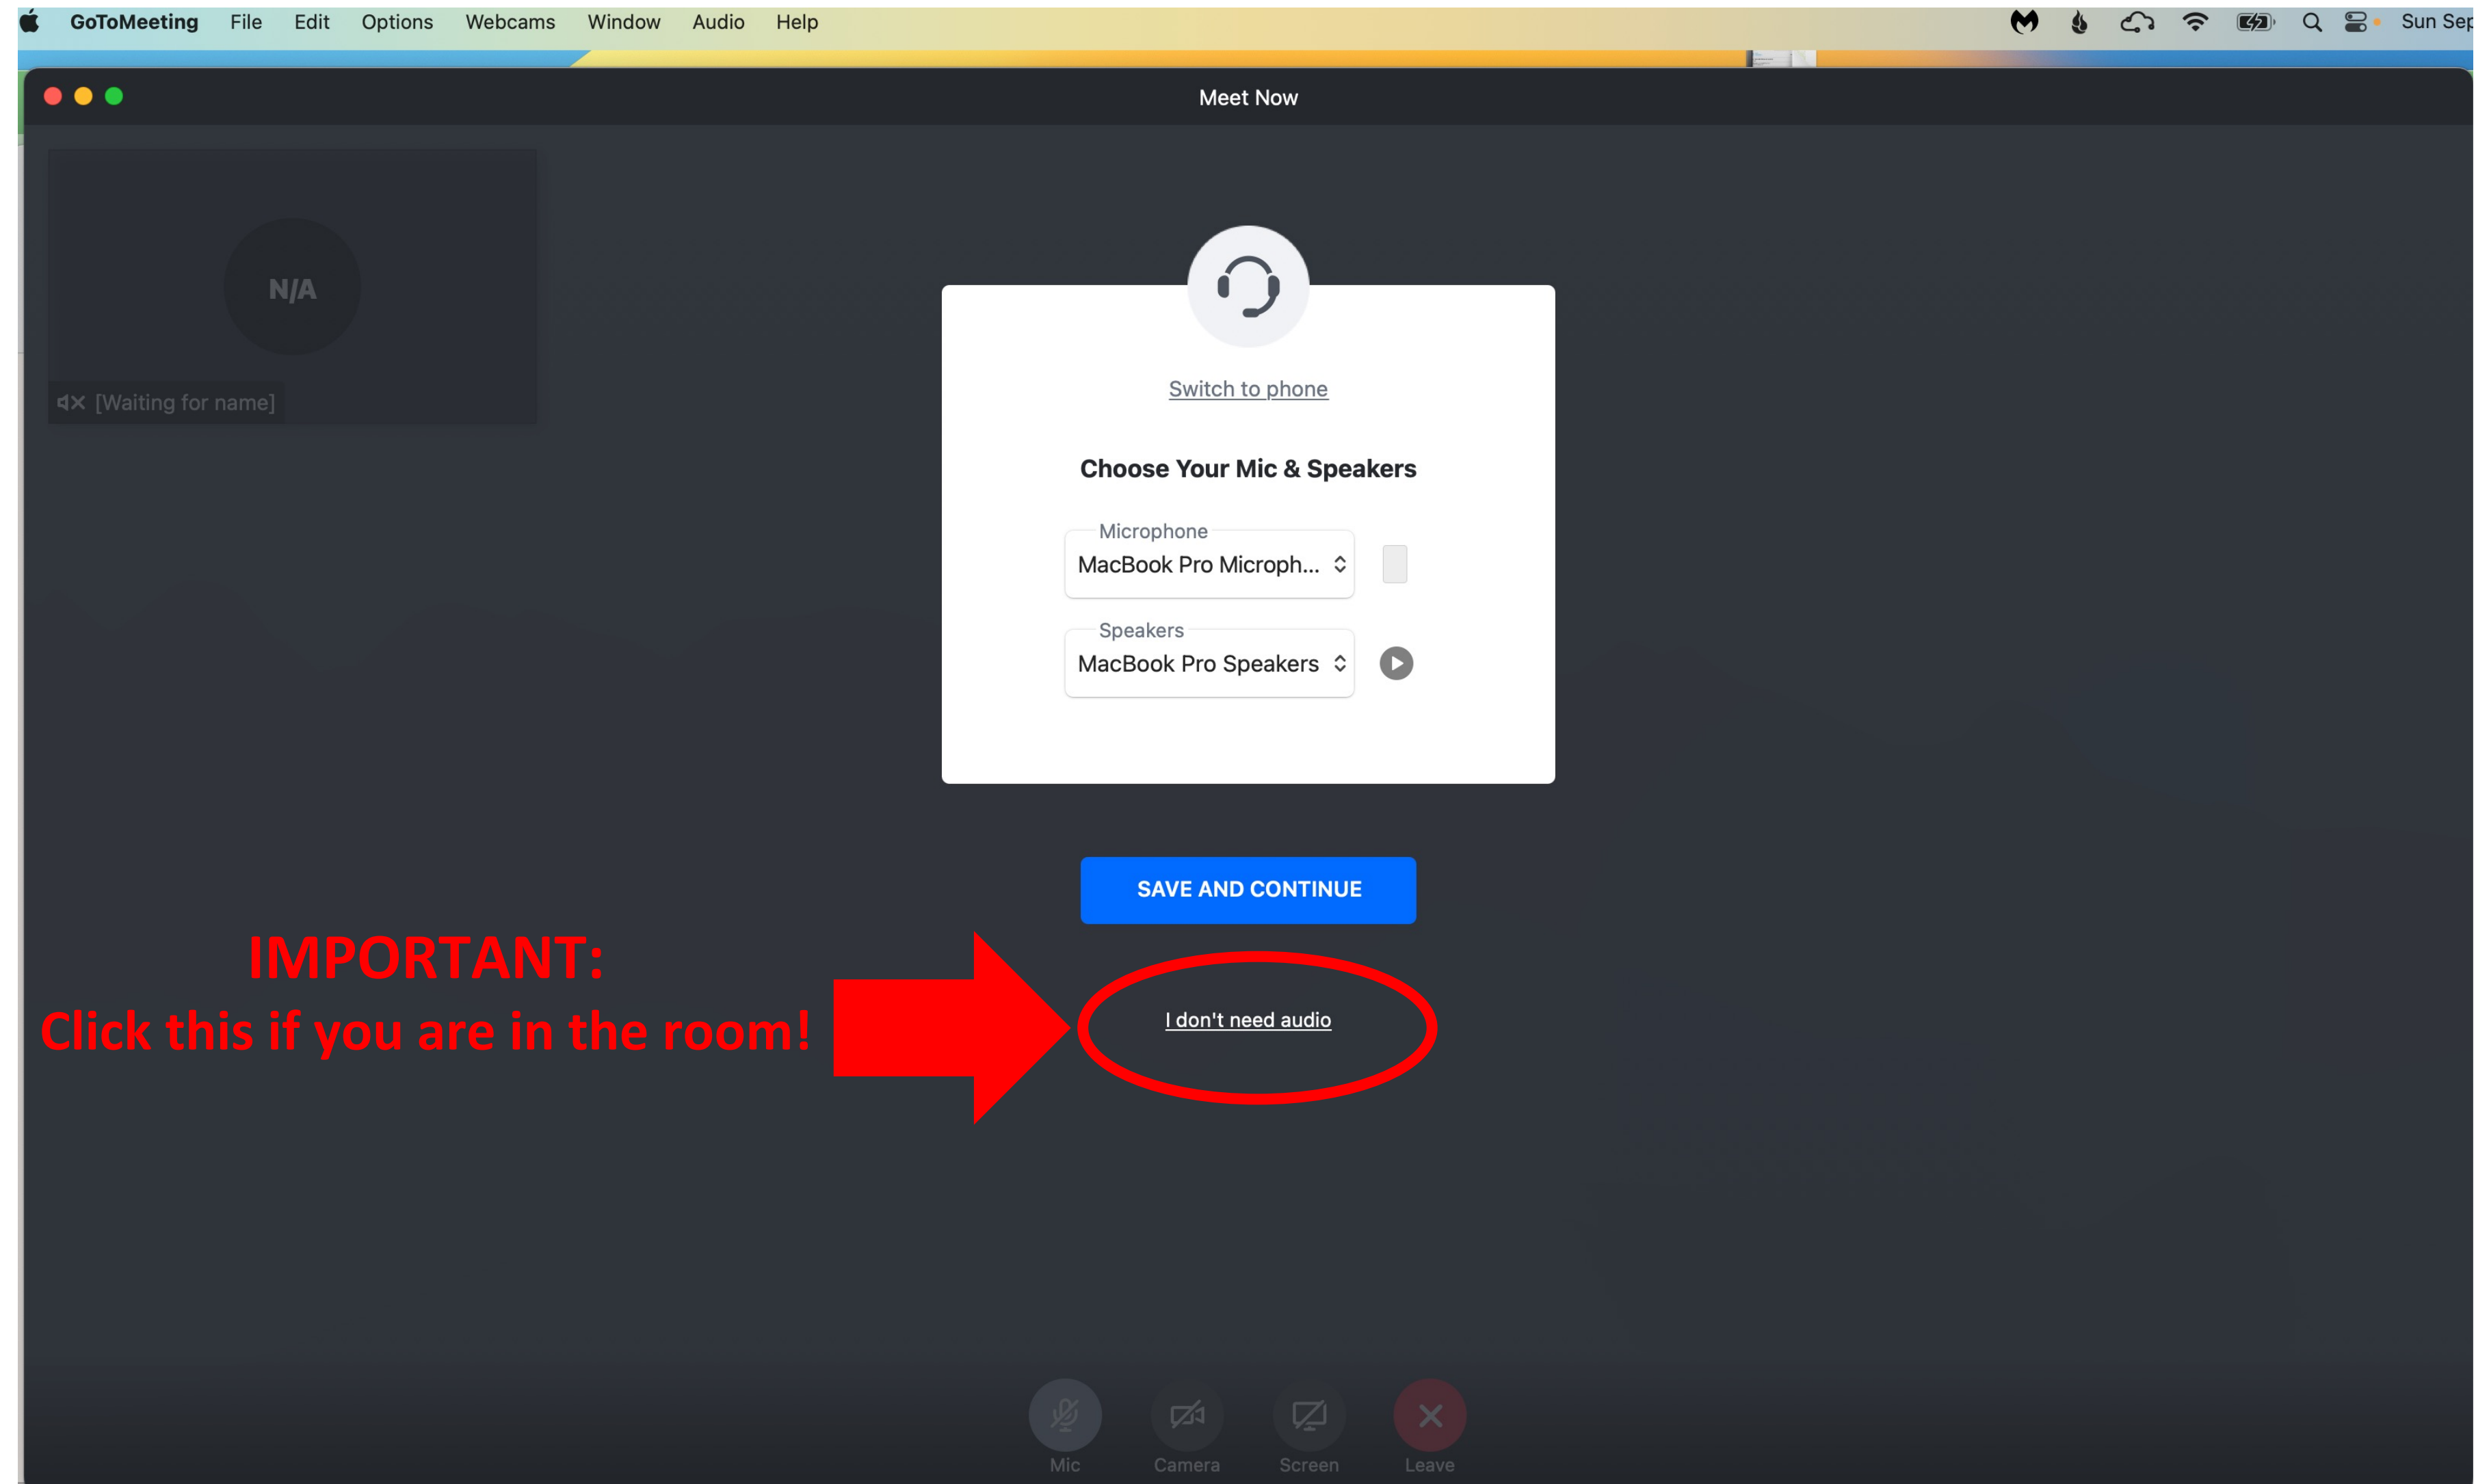 GoToMeeting File Edit Options Webcams Window Audio Help Sun Sep
Meet Now
N/A
[Waiting for name]
Switch to phone
Choose Your Mic & Speakers
Microphone
MacBook Pro Microph...
Speakers
MacBook Pro Speakers
SAVE AND CONTINUE
IMPORTANT:
Click this if you are in the room!
I don't need audio
Mic Camera Screen Leave